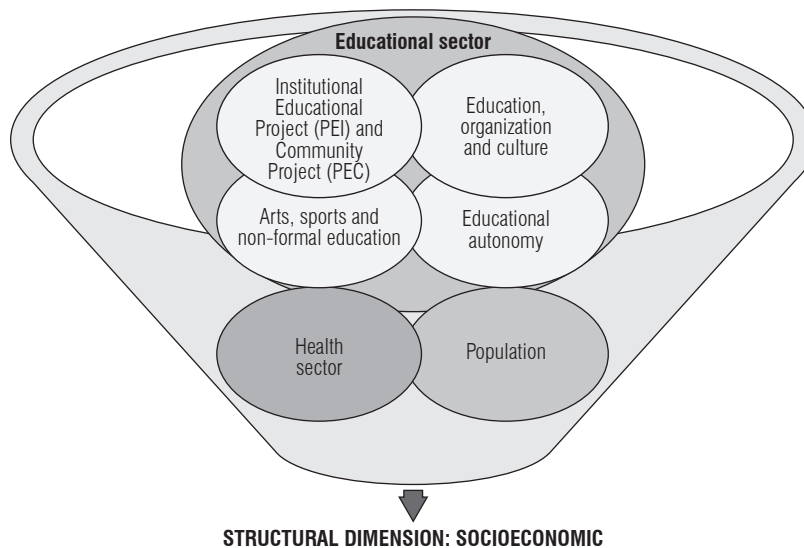 Educational sector
Institutional
Educational
Project (PEI) and
Community
Project (PEC)
Education,
organization
and culture
Arts, sports and
non-formal education
Educational
autonomy
Health
sector
Population
STRUCTURAL DIMENSION: SOCIOECONOMIC